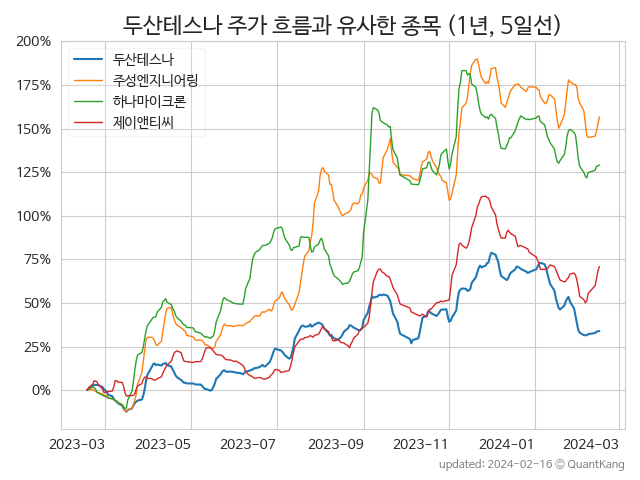 두산테스나 주가 흐름과 유사한 종목 (1년, 5일선)
200%
175%
150%
125%
100%
75%
50%
25%
0%
두산테스나
주성엔지니어링
하나마이크론
제이앤티씨
2023-03 2023-05 2023-07 2023-09 2023-11 2024-01 2024-03
updated: 2024-02-16 © QuantKang